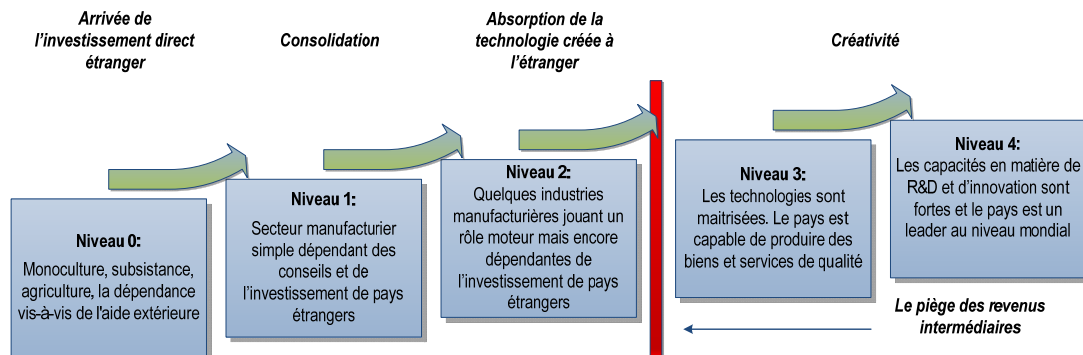 Arrivée de
l’investissement direct
étranger
Consolidation
Absorption de la
technologie créée à
l’étranger
Créativité
Niveau 0:
Monoculture, subsistance,
agriculture, la dépendance
vis-à-vis de l'aide extérieure
Niveau 1:
Secteur manufacturier
simple dépendant des
conseils et de
l’investissement de pays
étrangers
Niveau 2:
Quelques industries
manufacturières jouant un
rôle moteur mais encore
dépendantes de
l’investissement de pays
étrangers
Niveau 3:
Les technologies sont
maitrisées. Le pays est
capable de produire des
biens et services de qualité
Niveau 4:
Les capacités en matière de
R&D et d’innovation sont
fortes et le pays est un
leader au niveau mondial
Le piège des revenus
intermédiaires